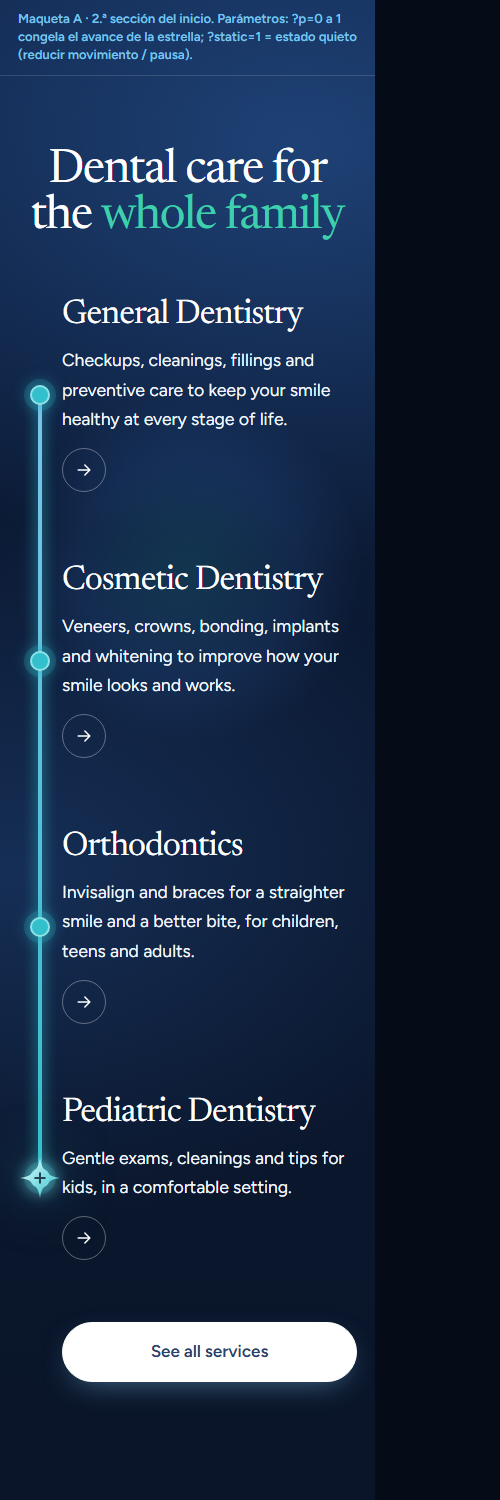 Maqueta A · 2.ª sección del inicio. Parámetros: ?p=0 a 1
congela el avance de la estrella; ?static=1 = estado quieto
(reducir movimiento / pausa).
Dental care for
the whole family
General Dentistry
Checkups, cleanings, fillings and
preventive care to keep your smile
healthy at every stage of life.
Cosmetic Dentistry
Veneers, crowns, bonding, implants
and whitening to improve how your
smile looks and works.
Orthodontics
Invisalign and braces for a straighter
smile and a better bite, for children,
teens and adults.
Pediatric Dentistry
Gentle exams, cleanings and tips for
kids, in a comfortable setting.
See all services